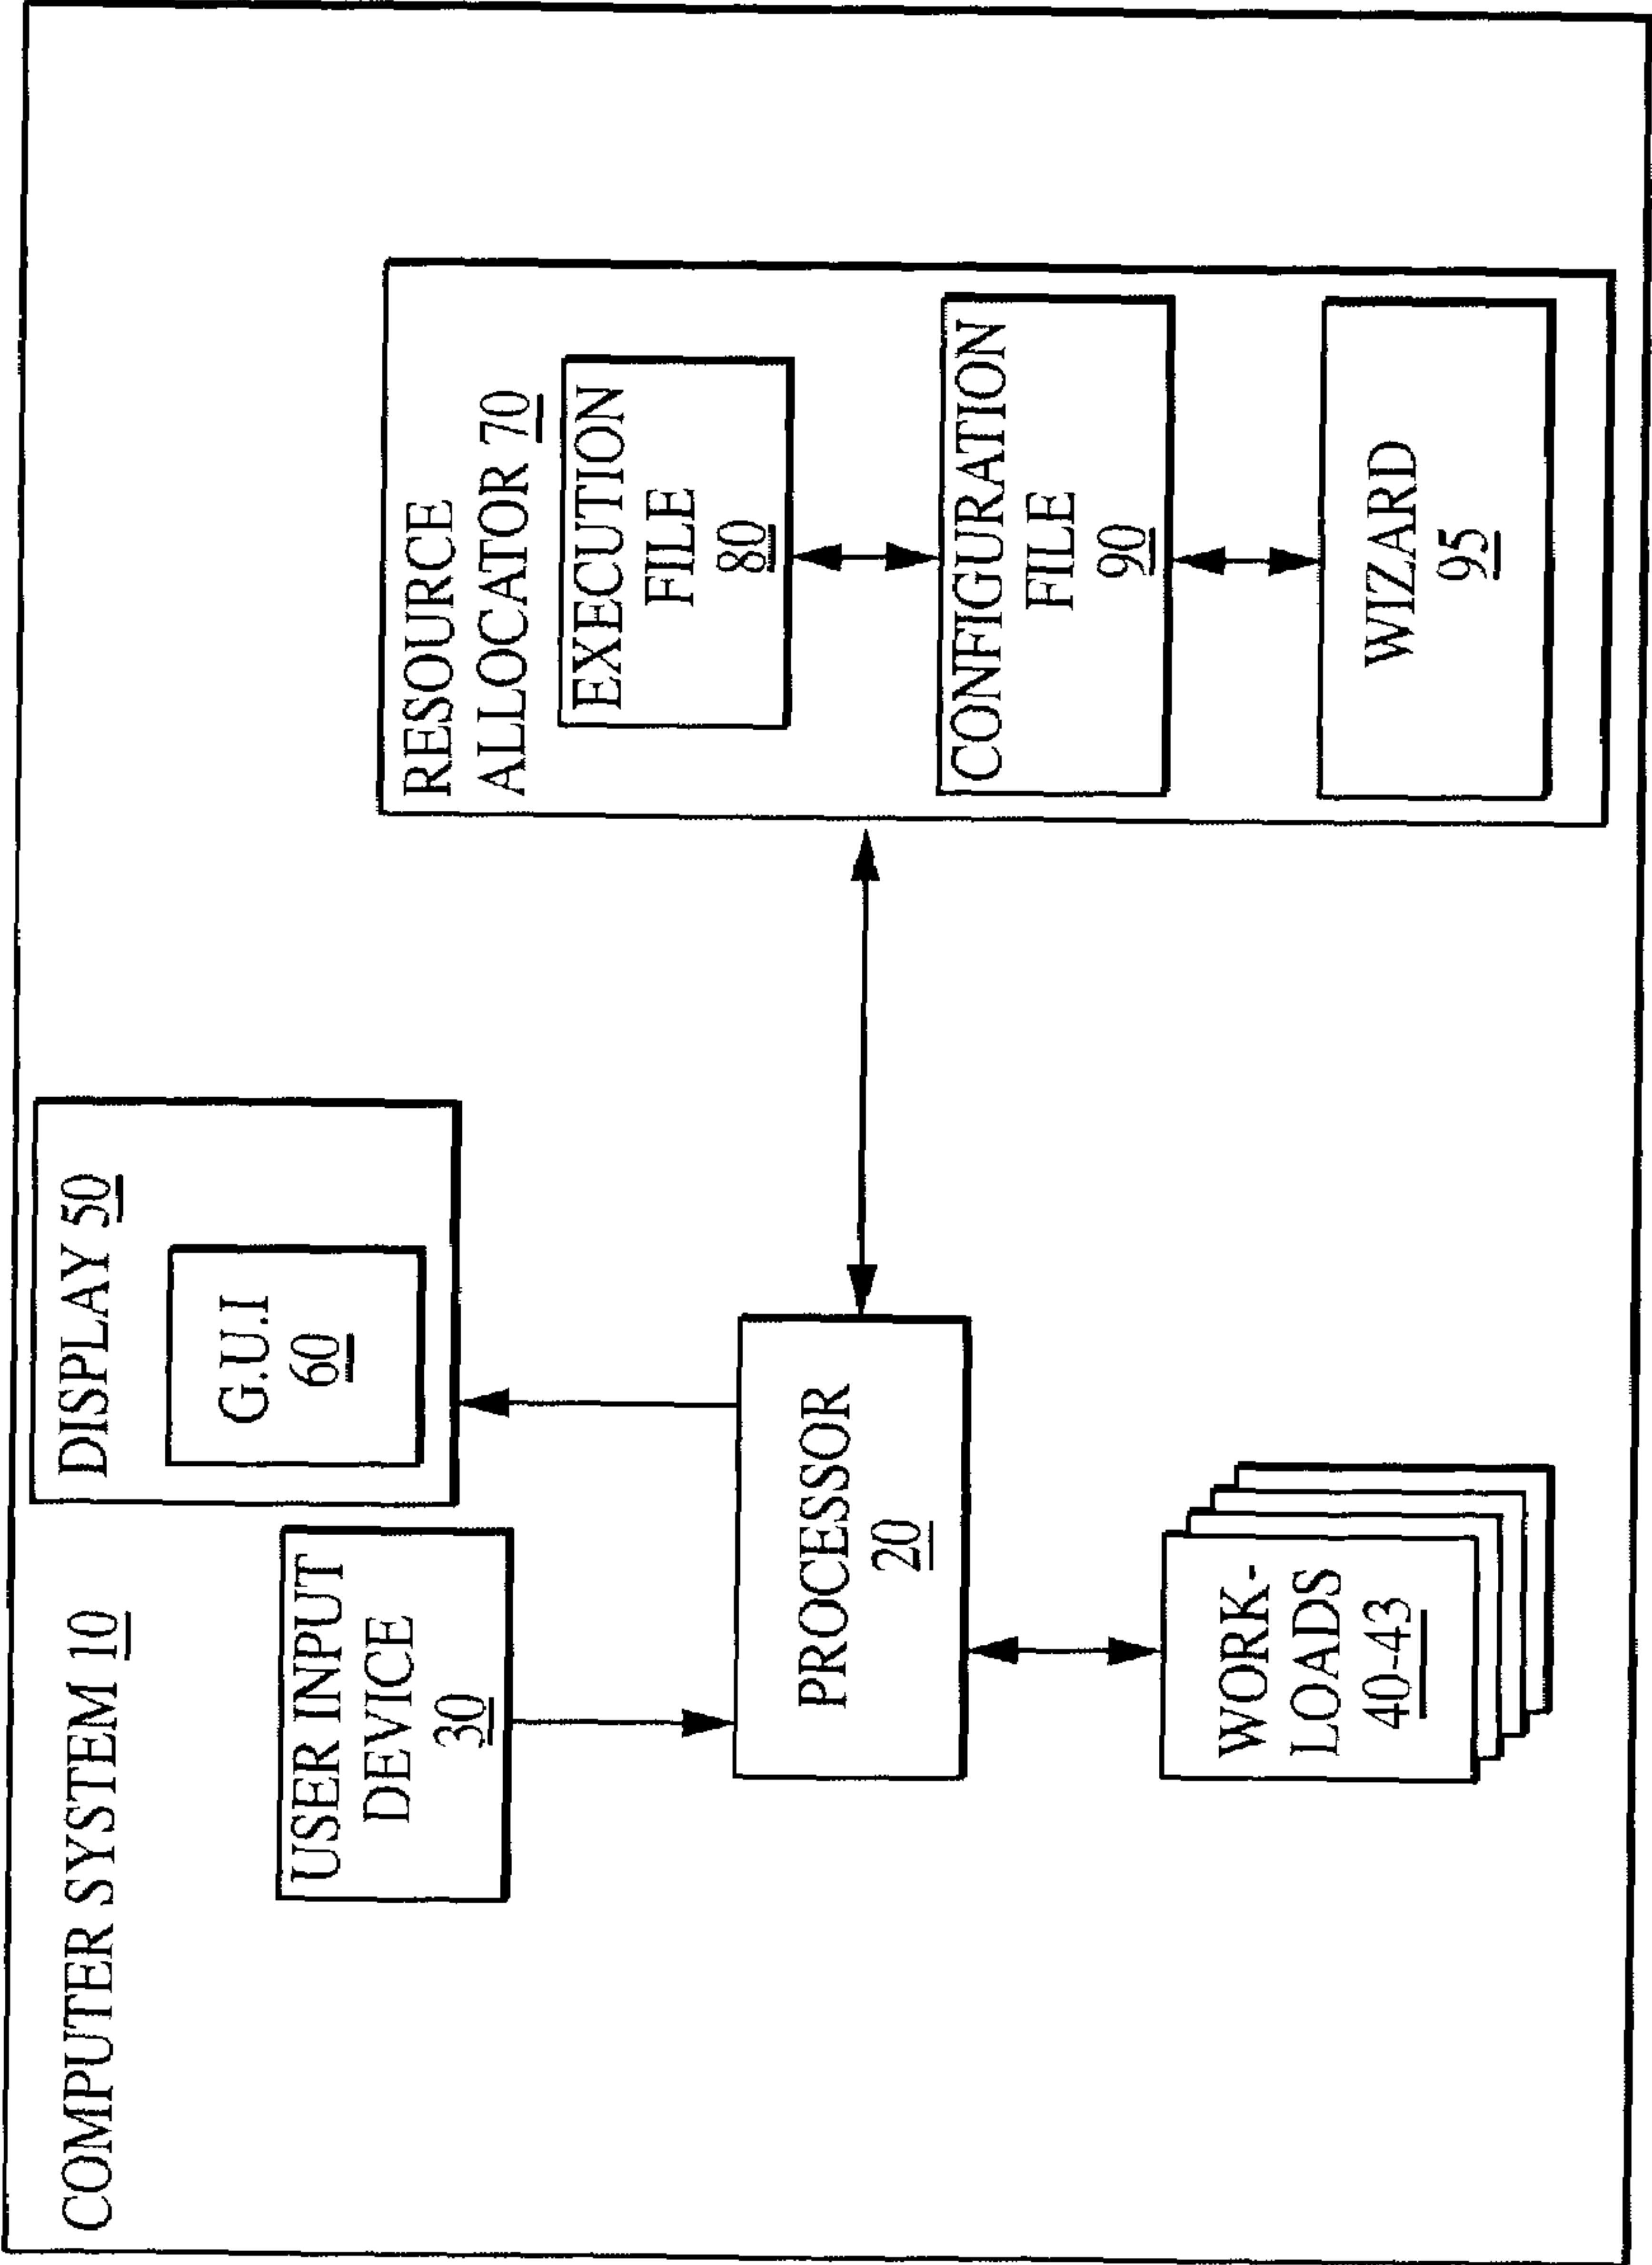 COMPUTER SYSTEM 10
DISPLAY 50
G.U.I
60
USER INPUT
DEVICE
30
PROCESSOR
20
WORK-
LOADS
40-43
RESOURCE
ALLOCATOR 70
EXECUTION
FILE
80
CONFIGURATION
FILE
90
WIZARD
95